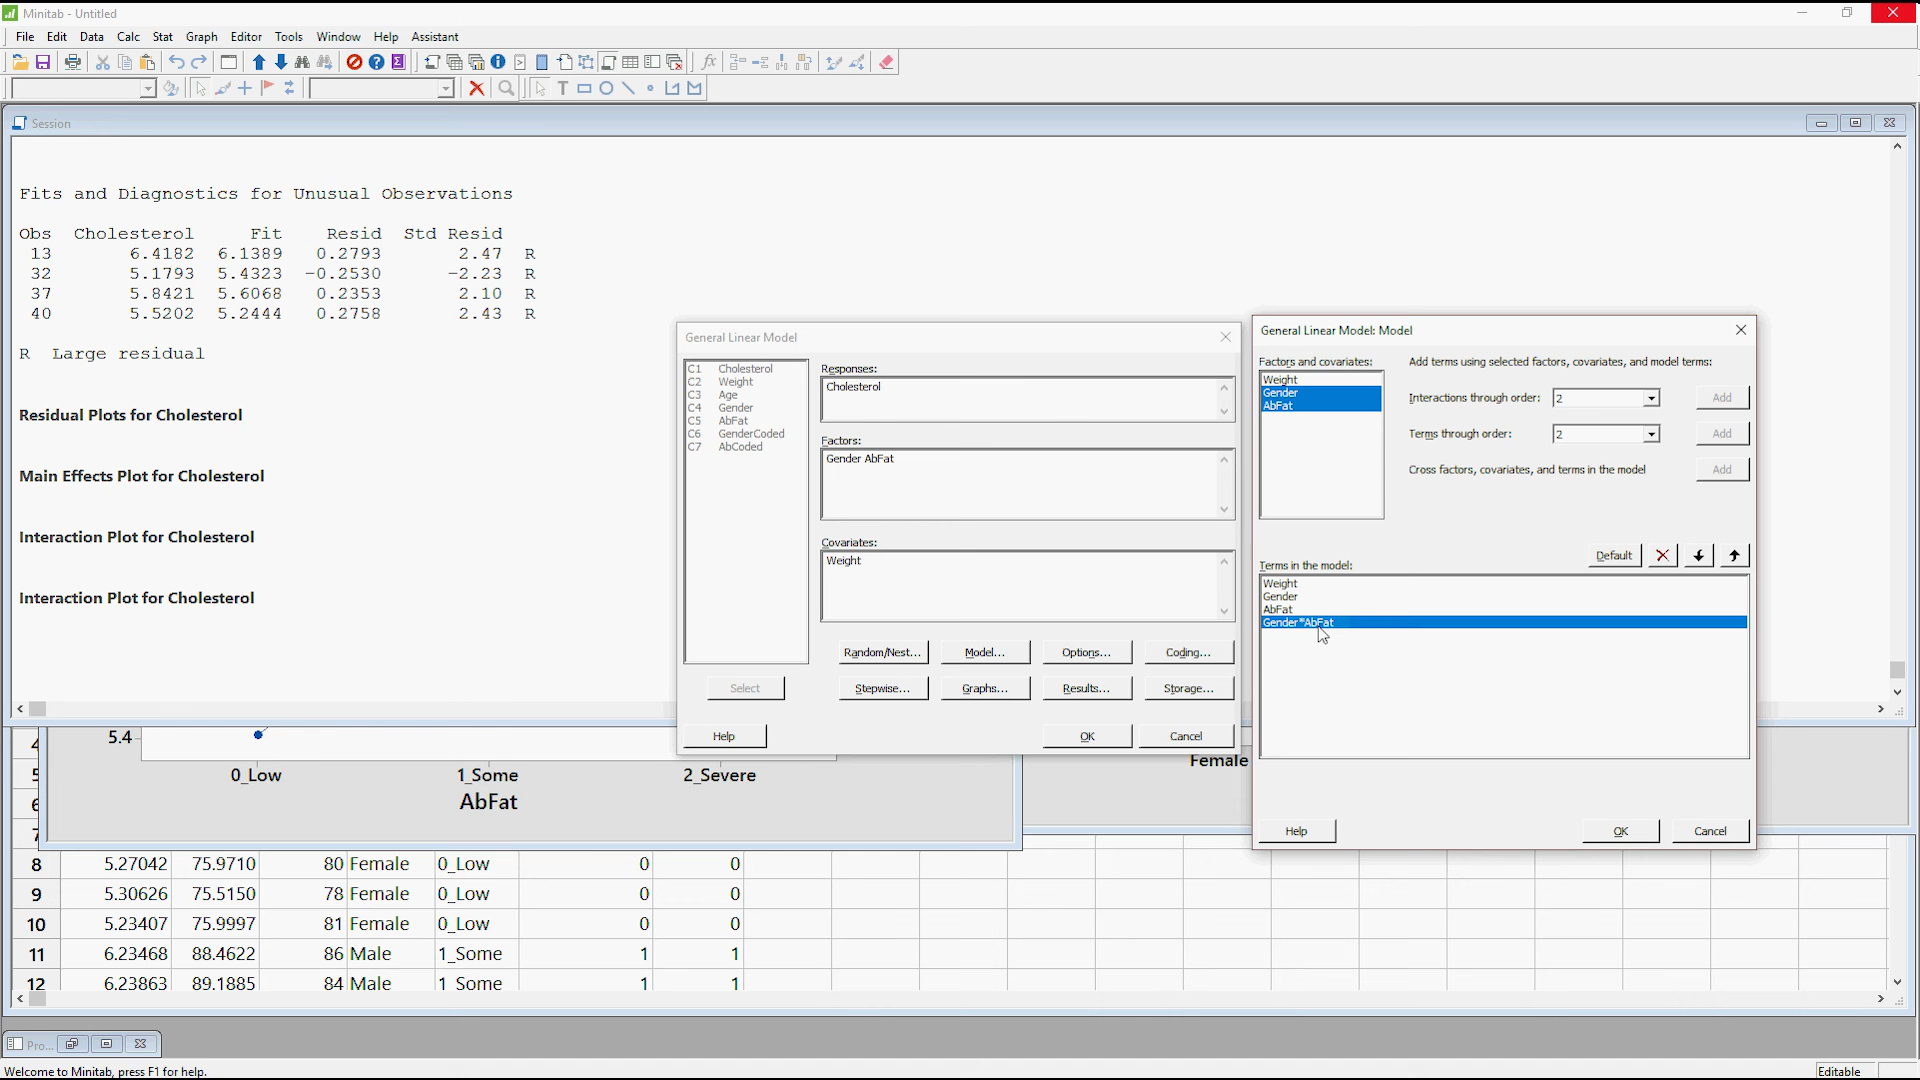 Minitab - Untitled
File Edit Data Calc Stat Graph Editor Tools Window Help Assistant
Session
Fits and Diagnostics for Unusual Observations
Obs Cholesterol Fit Resid Std Resid
13 6.4182 6.1389 0.2793 2.47 R
32 5.1793 5.4323 -0.2530 -2.23 R
37 5.8421 5.6068 0.2353 2.10 R
40 5.5202 5.2444 0.2758 2.43 R
R Large residual
Residual Plots for Cholesterol
Main Effects Plot for Cholesterol
Interaction Plot for Cholesterol
Interaction Plot for Cholesterol
General Linear Model
C1 Cholesterol
C2 Weight
C3 Age
C4 Gender
C5 AbFat
C6 GenderCoded
C7 AbCoded
Responses:
Cholesterol
Factors:
Gender AbFat
Covariates:
Weight
Random/Nest... Model... Options... Coding...
Select Stepwise... Graphs... Results... Storage...
Help OK Cancel
General Linear Model: Model
Factors and covariates: Add terms using selected factors, covariates, and model terms:
Weight
Gender
AbFat
Interactions through order: 2 Add
Terms through order: 2 Add
Cross factors, covariates, and terms in the model Add
Default
Terms in the model:
Weight
Gender
AbFat
Gender*AbFat
Help OK Cancel
5.4
0_Low 1_Some 2_Severe
AbFat
Female
4
5
6
7
8 5.27042 75.9710 80 Female 0_Low 0 0
9 5.30626 75.5150 78 Female 0_Low 0 0
10 5.23407 75.9997 81 Female 0_Low 0 0
11 6.23468 88.4622 86 Male 1_Some 1 1
12 6.23863 89.1885 84 Male 1_Some 1 1
Pro...
Welcome to Minitab, press F1 for help.
Editable